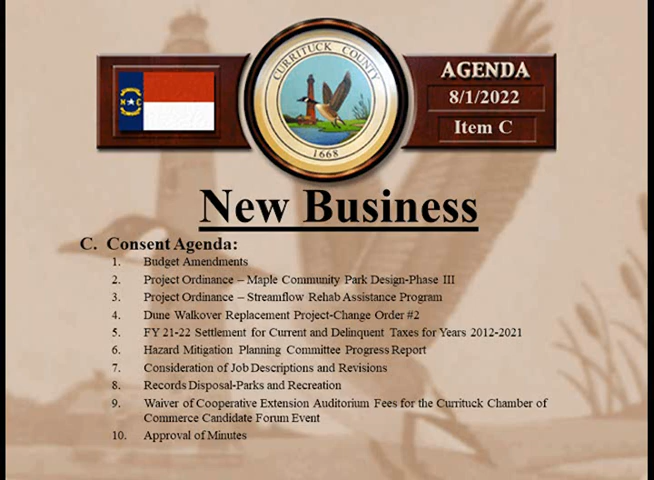 CURRITUCK COUNTY
1668
N C
AGENDA
8/1/2022
Item C
New Business
C. Consent Agenda:
1. Budget Amendments
2. Project Ordinance – Maple Community Park Design-Phase III
3. Project Ordinance – Streamflow Rehab Assistance Program
4. Dune Walkover Replacement Project-Change Order #2
5. FY 21-22 Settlement for Current and Delinquent Taxes for Years 2012-2021
6. Hazard Mitigation Planning Committee Progress Report
7. Consideration of Job Descriptions and Revisions
8. Records Disposal-Parks and Recreation
9. Waiver of Cooperative Extension Auditorium Fees for the Currituck Chamber of
Commerce Candidate Forum Event
10. Approval of Minutes